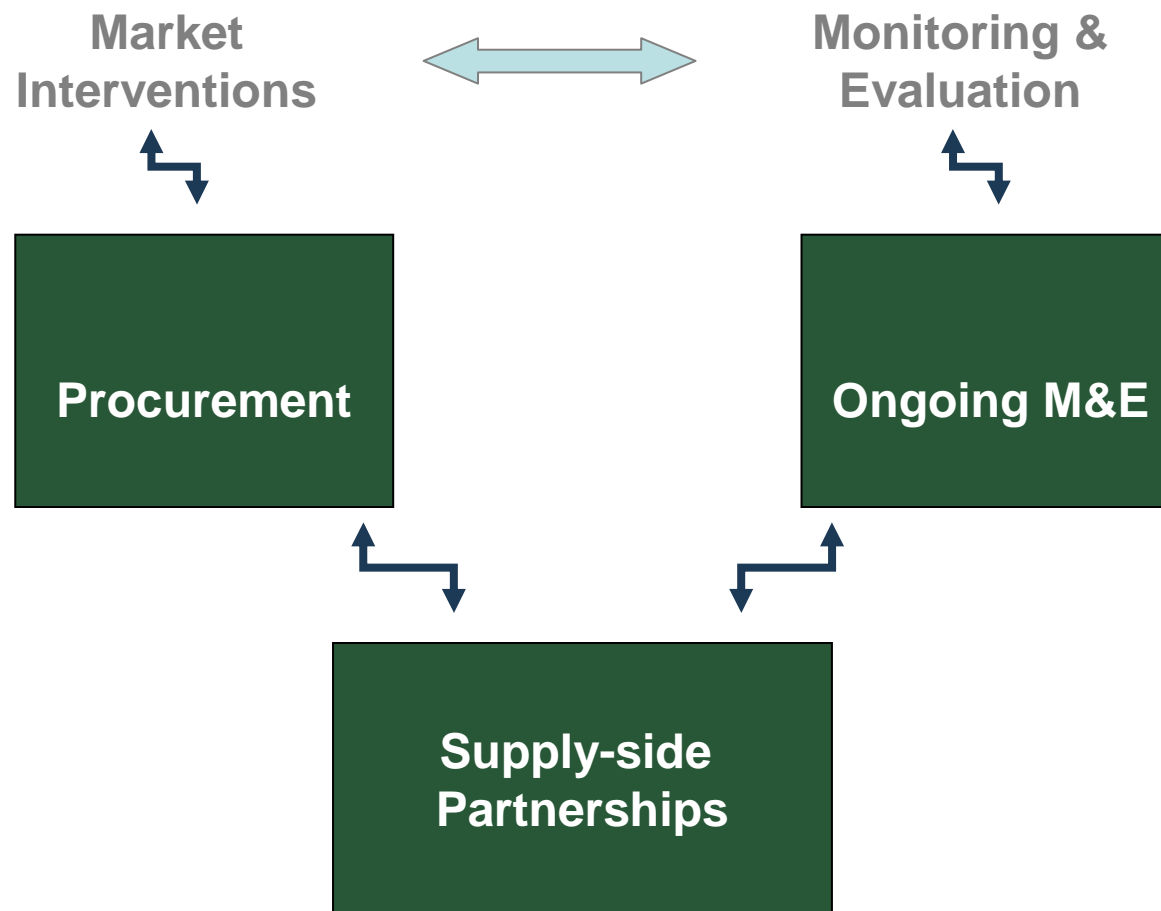 Market
Interventions
Monitoring &
Evaluation
Procurement
Ongoing M&E
Supply-side
Partnerships